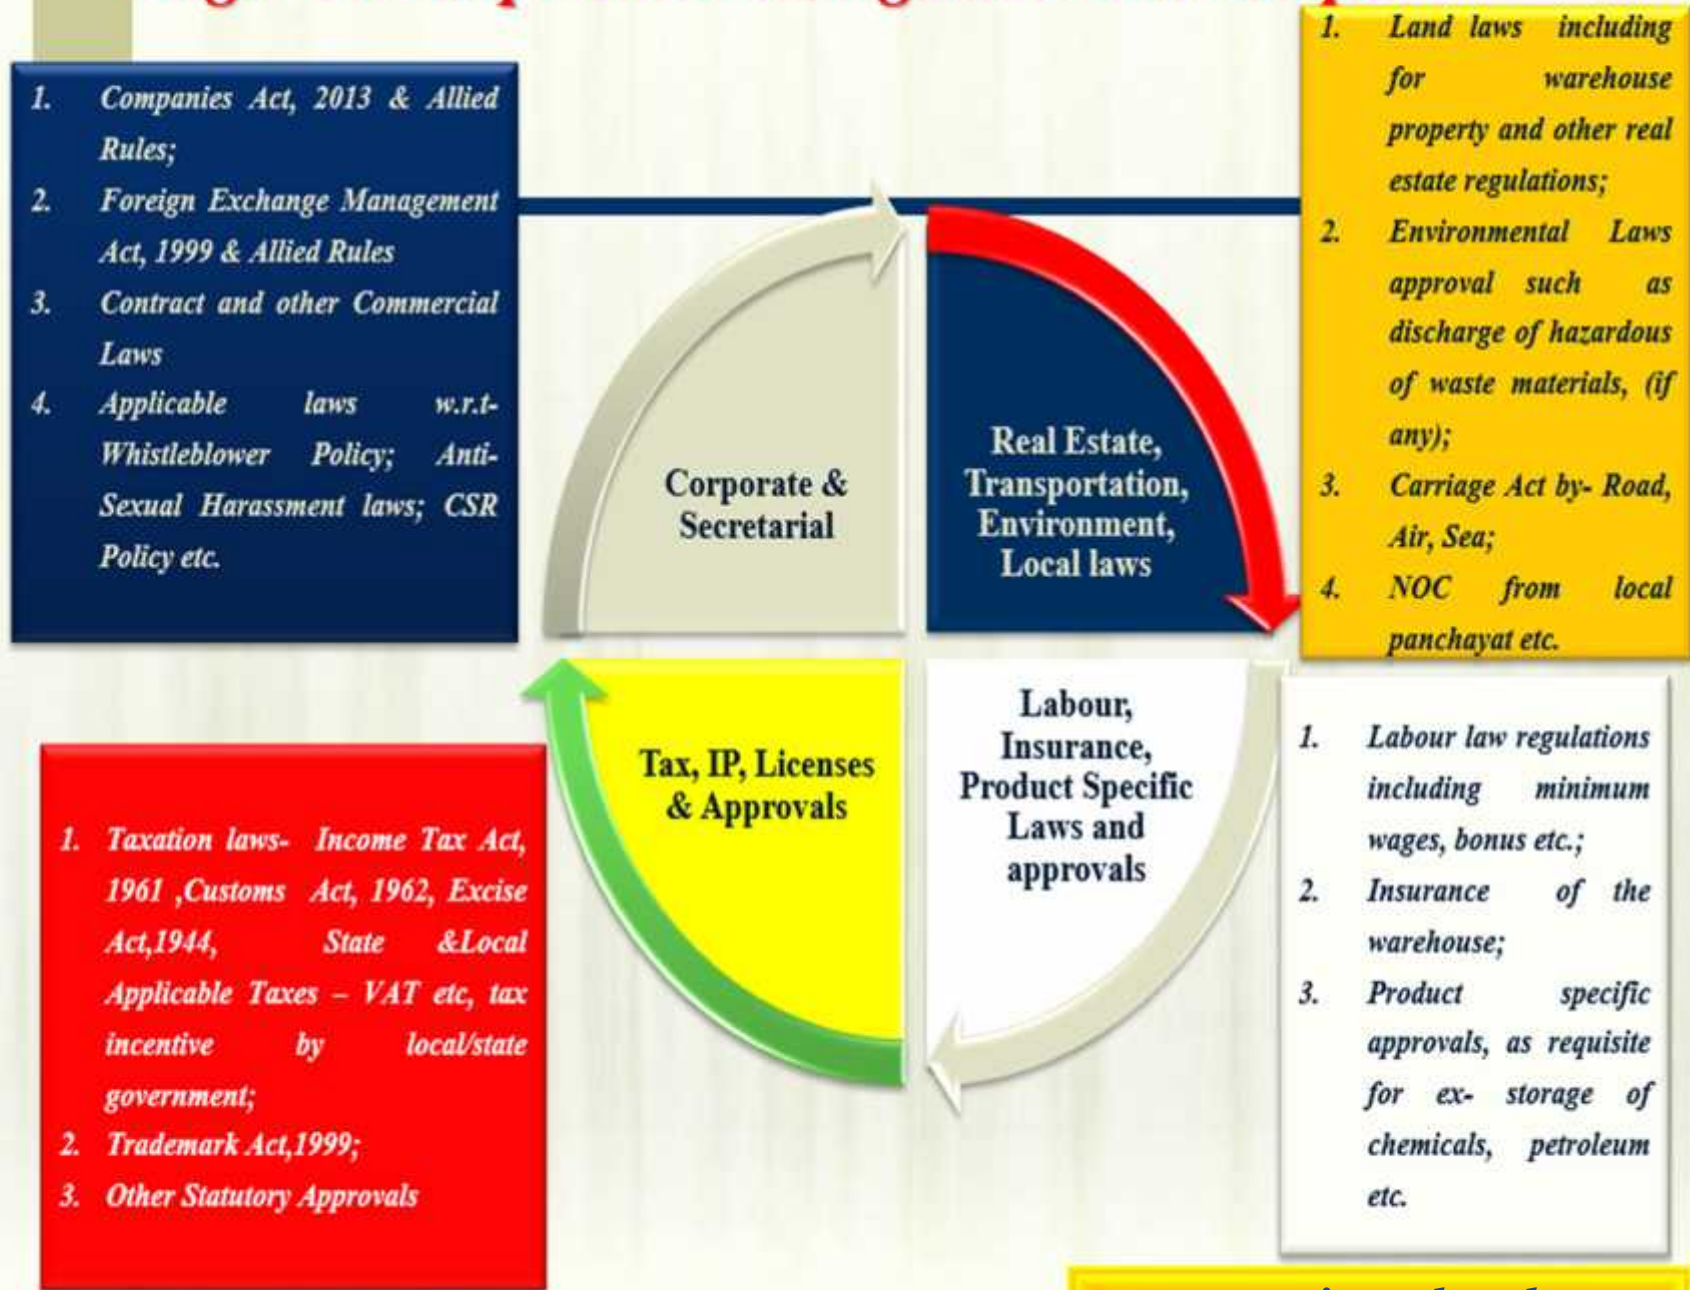 1. Companies Act, 2013 & Allied
Rules;
2. Foreign Exchange Management
Act, 1999 & Allied Rules
3. Contract and other Commercial
Laws
4. Applicable laws w.r.t-
Whistleblower Policy; Anti-
Sexual Harassment laws; CSR
Policy etc.
Corporate &
Secretarial
Real Estate,
Transportation,
Environment,
Local laws
1. Land laws including
for warehouse
property and other real
estate regulations;
2. Environmental Laws
approval such as
discharge of hazardous
of waste materials, (if
any);
3. Carriage Act by- Road,
Air, Sea;
4. NOC from local
panchayat etc.
1. Taxation laws- Income Tax Act,
1961 ,Customs Act, 1962, Excise
Act,1944, State &Local
Applicable Taxes – VAT etc, tax
incentive by local/state
government;
2. Trademark Act,1999;
3. Other Statutory Approvals
Tax, IP, Licenses
& Approvals
Labour,
Insurance,
Product Specific
Laws and
approvals
1. Labour law regulations
including minimum
wages, bonus etc.;
2. Insurance of the
warehouse;
3. Product specific
approvals, as requisite
for ex- storage of
chemicals, petroleum
etc.